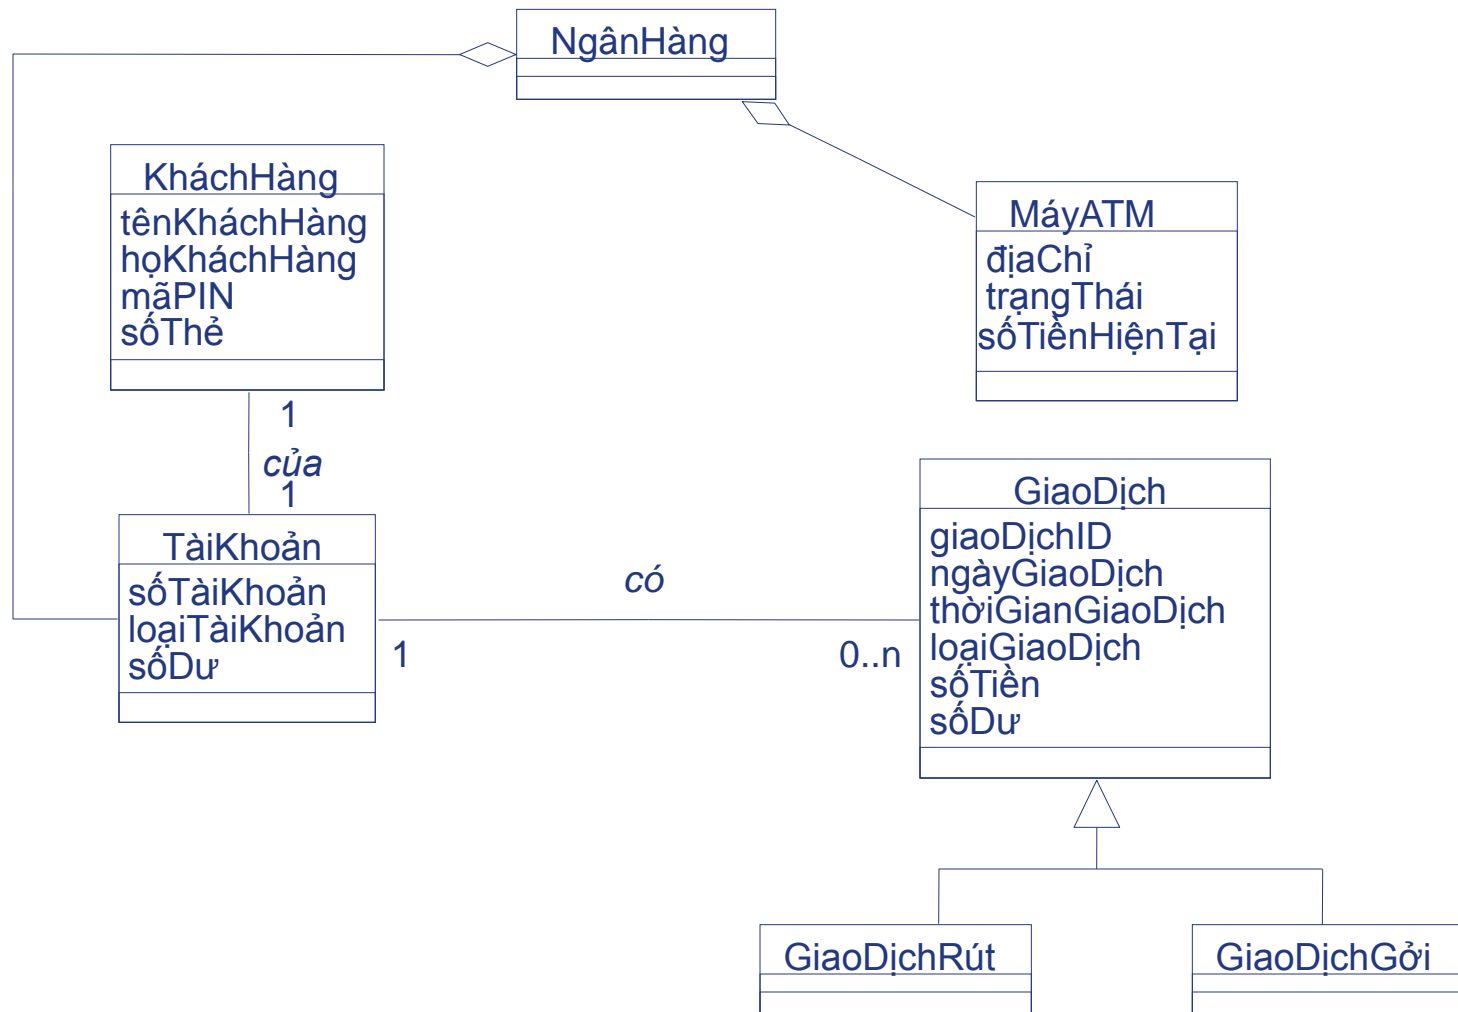 NgânHàng
KháchHàng
tênKháchHàng
họKháchHàng
mãPIN
sốThẻ
MáyATM
địaChỉ
trạngThái
sốTiềnHiệnTại
1
của
1
TàiKhoản
sốTàiKhoản
loạiTàiKhoản
sốDư
có
1
0..n
GiaoDịch
giaoDịchID
ngàyGiaoDịch
thờiGianGiaoDịch
loạiGiaoDịch
sốTiền
sốDư
GiaoDịchRút
GiaoDịchGởi